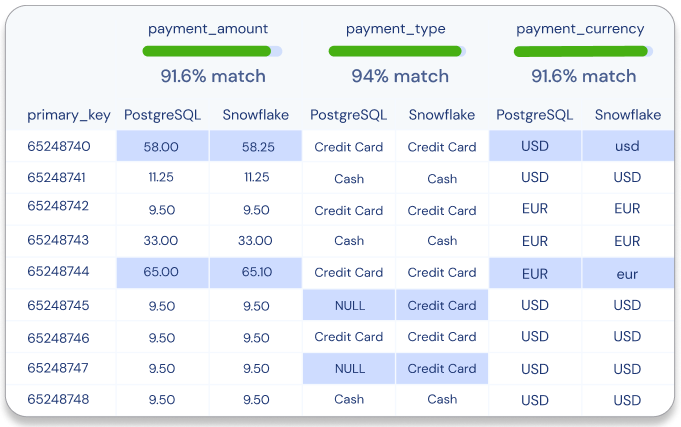 payment_amount payment_type payment_currency
91.6% match 94% match 91.6% match
primary_key PostgreSQL Snowflake PostgreSQL Snowflake PostgreSQL Snowflake
65248740 58.00 58.25 Credit Card Credit Card USD usd
65248741 11.25 11.25 Cash Cash USD USD
65248742 9.50 9.50 Credit Card Credit Card EUR EUR
65248743 33.00 33.00 Cash Cash EUR EUR
65248744 65.00 65.10 Credit Card Credit Card EUR eur
65248745 9.50 9.50 NULL Credit Card USD USD
65248746 9.50 9.50 Credit Card Credit Card USD USD
65248747 9.50 9.50 NULL Credit Card USD USD
65248748 9.50 9.50 Cash Cash USD USD